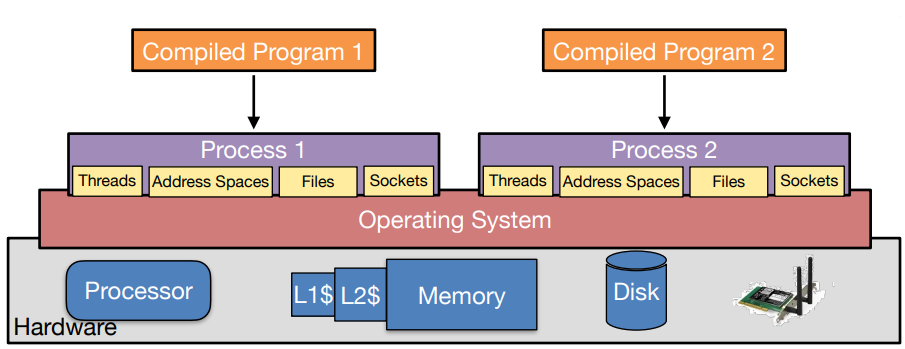 Compiled Program 1
Compiled Program 2
Process 1
Process 2
Threads
Address Spaces
Files
Sockets
Threads
Address Spaces
Files
Sockets
Operating System
Processor
L1$
L2$
Memory
Disk
Hardware